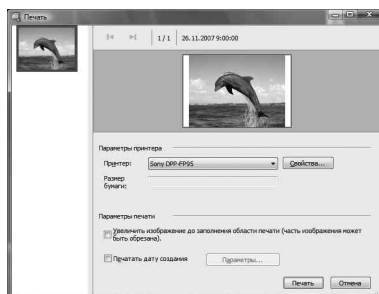 Печать
1/1 26.11.2007 9:00:00
Параметры принтера
Принтер: Sony DPP-FP95 Свойства...
Размер
бумаги:
Параметры печати
Увеличить изображение до заполнения области печати (часть изображения может
быть обрезана).
Печатать дату создания Параметры...
Печать Отмена